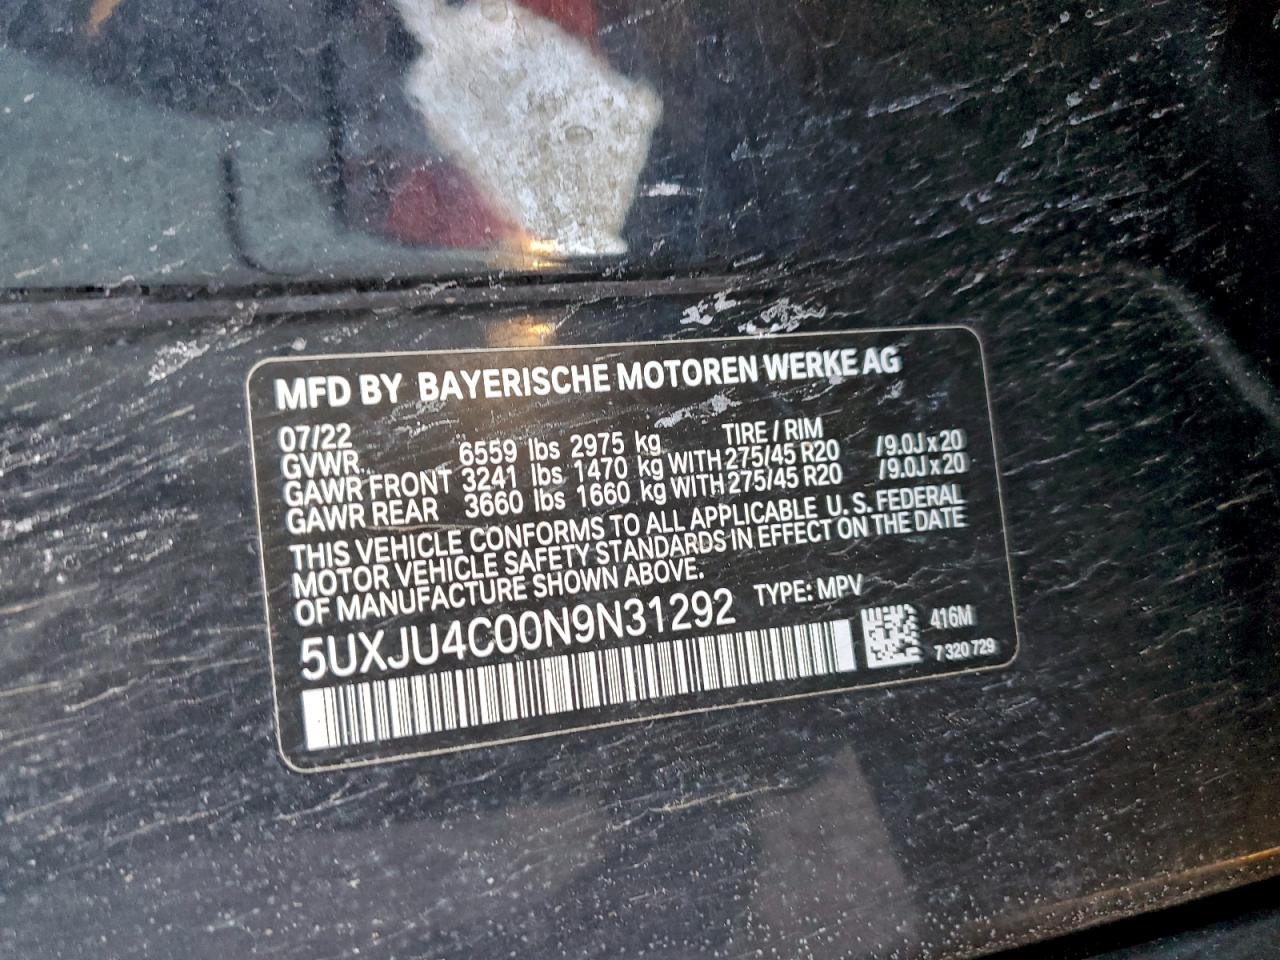 MFD BY BAYERISCHE MOTOREN WERKE AG
07/22 TIRE / RIM
GVWR 6559 lbs 2975 kg
GAWR FRONT 3241 lbs 1470 kg WITH 275/45 R20 /9.0J x 20
GAWR REAR 3660 lbs 1660 kg WITH 275/45 R20 /9.0J x 20
THIS VEHICLE CONFORMS TO ALL APPLICABLE U.S. FEDERAL
MOTOR VEHICLE SAFETY STANDARDS IN EFFECT ON THE DATE
OF MANUFACTURE SHOWN ABOVE.
5UXJU4C00N9N31292 TYPE: MPV
416M
7 320 729